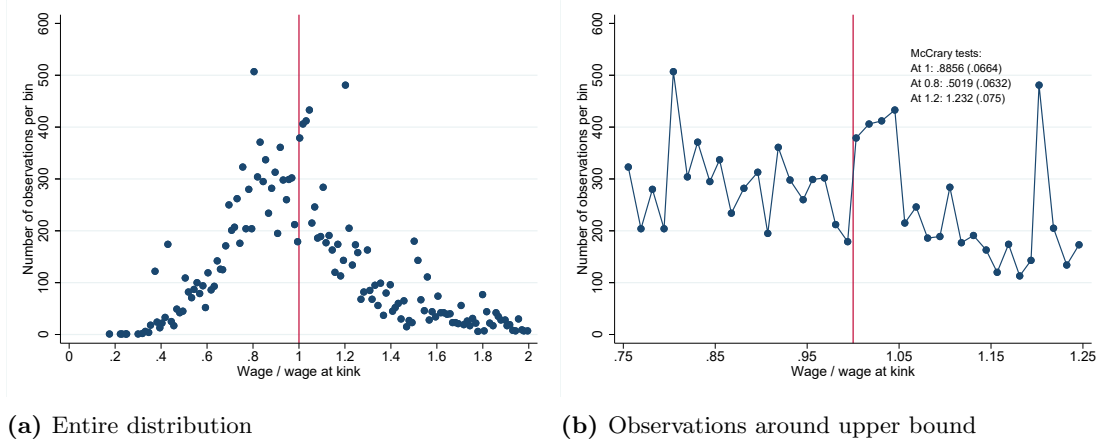 Number of observations per bin
600
500
400
300
200
100
0
0 .2 .4 .6 .8 1 1.2 1.4 1.6 1.8 2
Wage / wage at kink
(a) Entire distribution
Number of observations per bin
600
500
400
300
200
100
0
McCrary tests:
At 1: .8856 (.0664)
At 0.8: .5019 (.0632)
At 1.2: 1.232 (.075)
.75 .85 .95 1.05 1.15 1.25
Wage / wage at kink
(b) Observations around upper bound